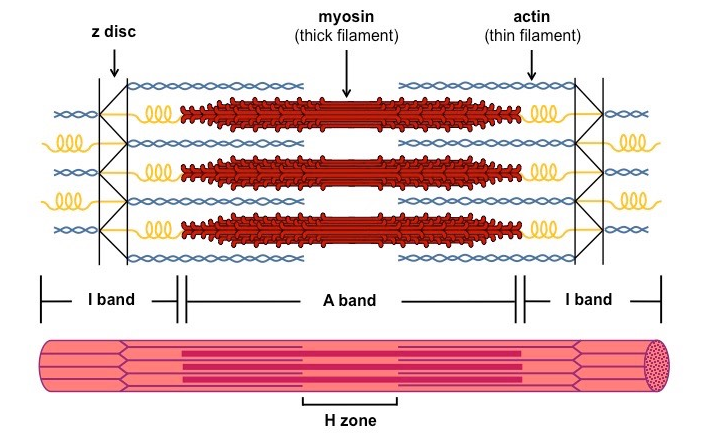 z disc
myosin
(thick filament)
actin
(thin filament)
I band
A band
I band
H zone